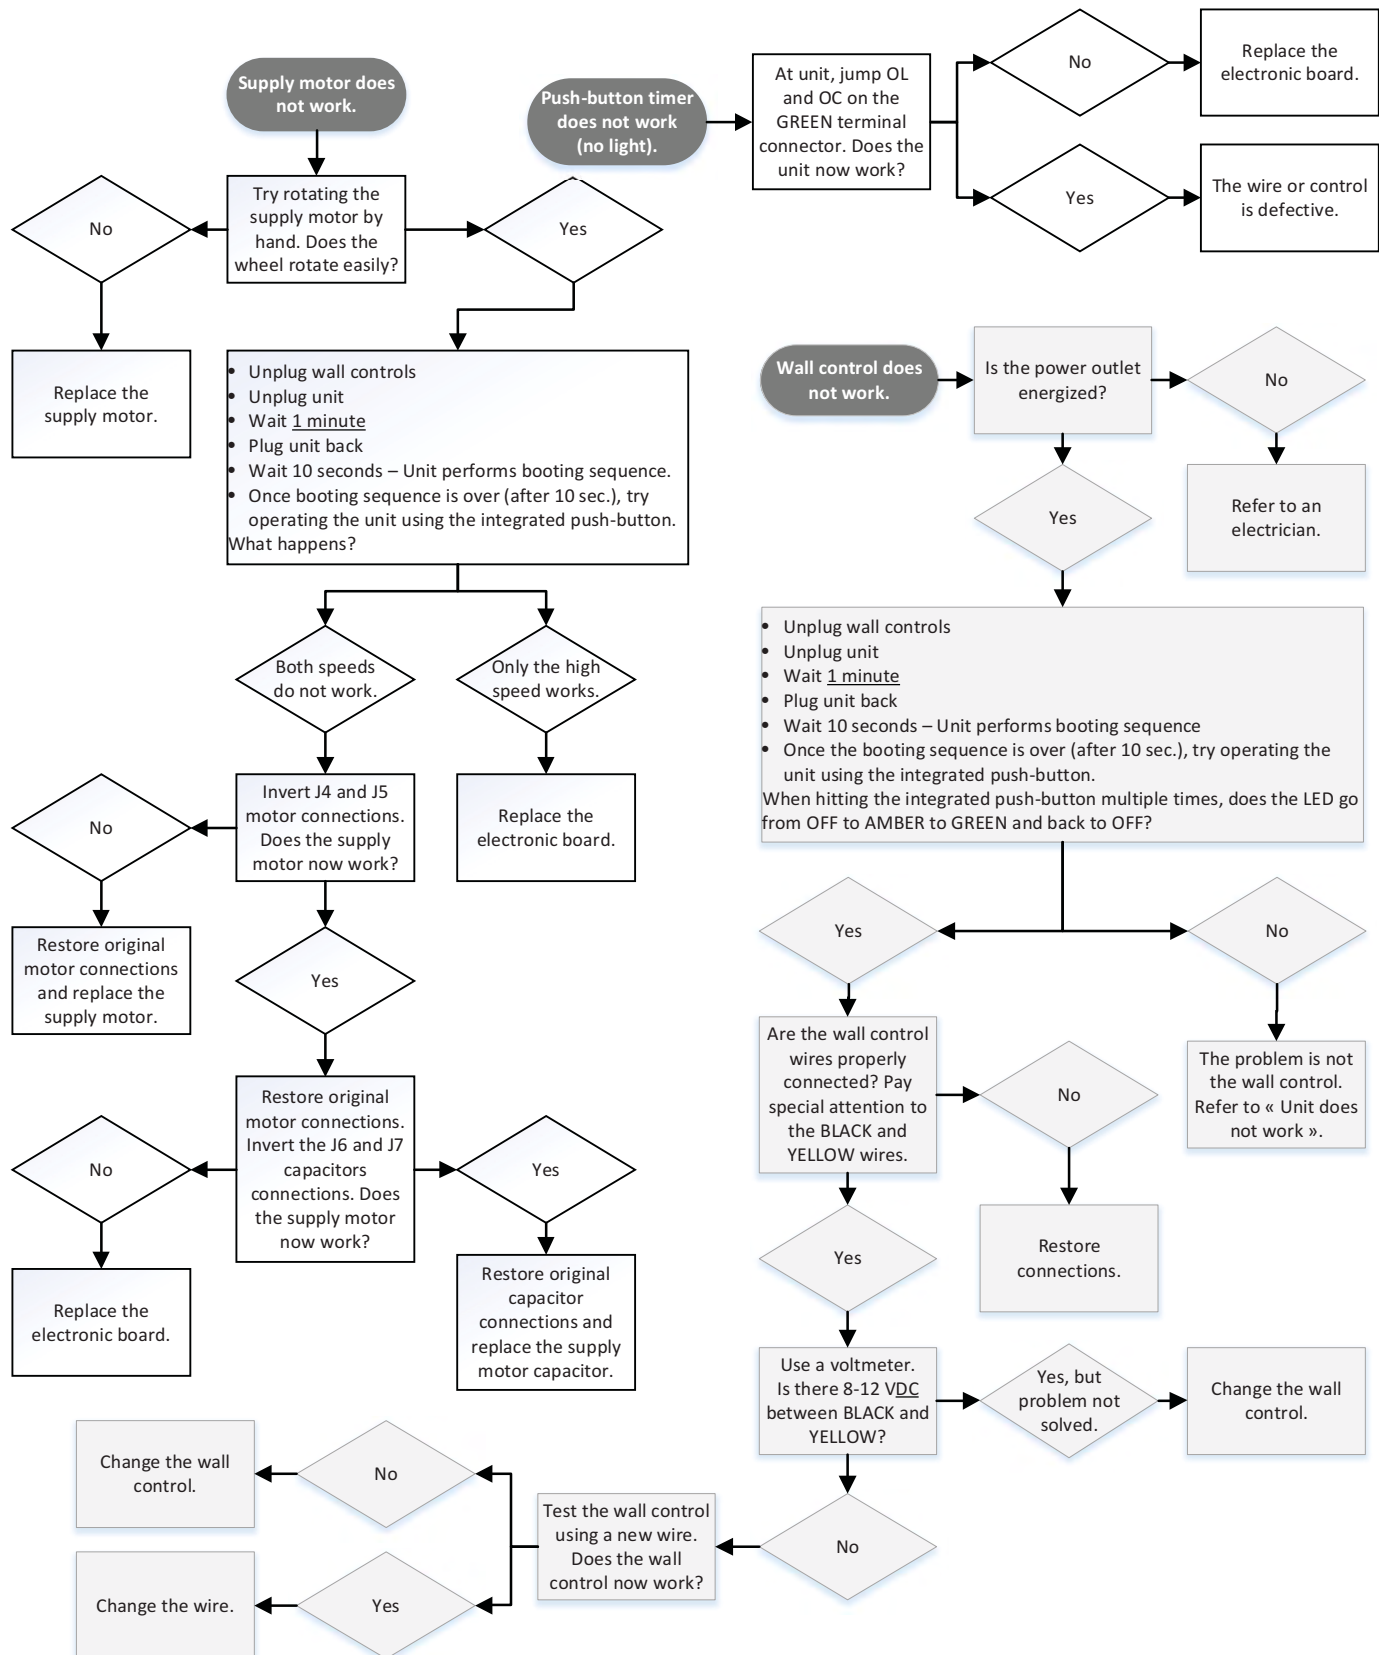 Supply motor does
not work.
Try rotating the
supply motor by
hand. Does the
wheel rotate easily?
No
Yes
Replace the
supply motor.
• Unplug wall controls
• Unplug unit
• Wait 1 minute
• Plug unit back
• Wait 10 seconds – Unit performs booting sequence.
• Once booting sequence is over (after 10 sec.), try
operating the unit using the integrated push-button.
What happens?
Both speeds
do not work.
Only the high
speed works.
Invert J4 and J5
motor connections.
Does the supply
motor now work?
Replace the
electronic board.
No
Restore original
motor connections
and replace the
supply motor.
Yes
Restore original
motor connections.
Invert the J6 and J7
capacitors
connections. Does
the supply motor
now work?
No
Yes
Replace the
electronic board.
Restore original
capacitor
connections and
replace the supply
motor capacitor.
Push-button timer
does not work
(no light).
At unit, jump OL
and OC on the
GREEN terminal
connector. Does the
unit now work?
No
Replace the
electronic board.
Yes
The wire or control
is defective.
Wall control does
not work.
Is the power outlet
energized?
No
Refer to an
electrician.
Yes
• Unplug wall controls
• Unplug unit
• Wait 1 minute
• Plug unit back
• Wait 10 seconds – Unit performs booting sequence
• Once the booting sequence is over (after 10 sec.), try operating the
unit using the integrated push-button.
When hitting the integrated push-button multiple times, does the LED go
from OFF to AMBER to GREEN and back to OFF?
Yes
No
The problem is not
the wall control.
Refer to « Unit does
not work ».
Are the wall control
wires properly
connected? Pay
special attention to
the BLACK and
YELLOW wires.
No
Restore
connections.
Yes
Use a voltmeter.
Is there 8-12 VDC
between BLACK and
YELLOW?
Yes, but
problem not
solved.
Change the wall
control.
No
Test the wall control
using a new wire.
Does the wall
control now work?
No
Change the wall
control.
Yes
Change the wire.